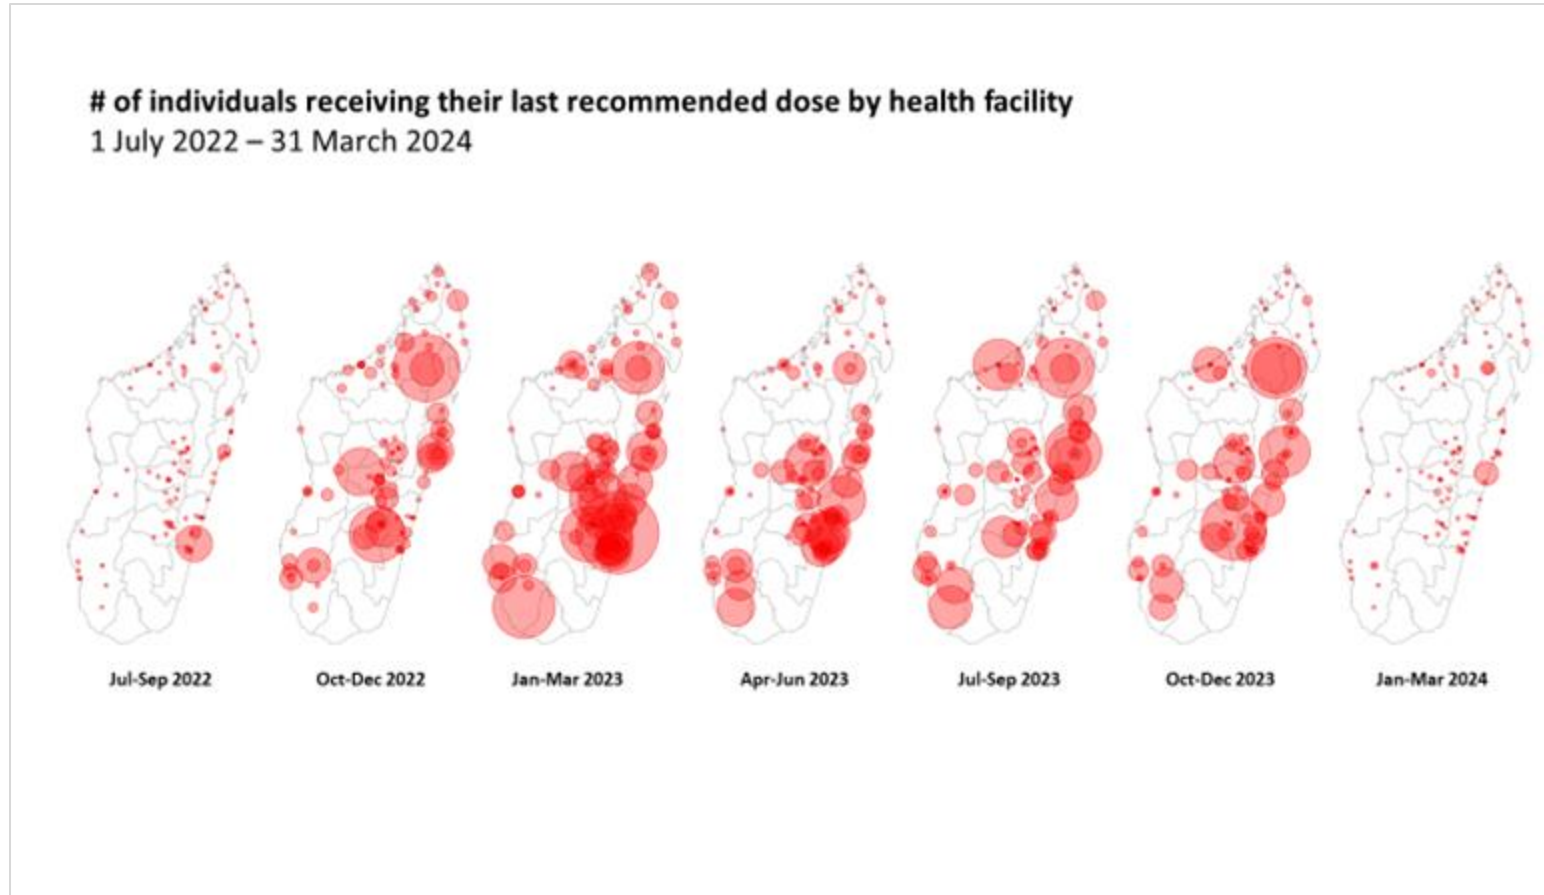 # of individuals receiving their last recommended dose by health facility
1 July 2022 – 31 March 2024
Jul-Sep 2022
Oct-Dec 2022
Jan-Mar 2023
Apr-Jun 2023
Jul-Sep 2023
Oct-Dec 2023
Jan-Mar 2024